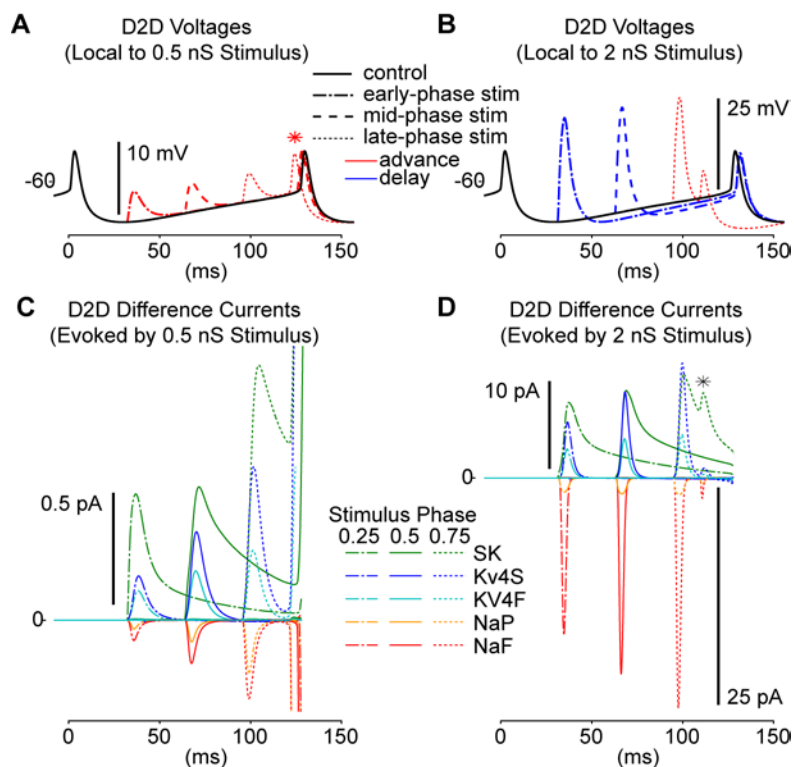 A
D2D Voltages
(Local to 0.5 nS Stimulus)
B
D2D Voltages
(Local to 2 nS Stimulus)
control
early-phase stim
mid-phase stim
late-phase stim
advance
delay
10 mV
-60
*
25 mV
-60
0 50 100 150
(ms)
0 50 100 150
(ms)
C
D2D Difference Currents
(Evoked by 0.5 nS Stimulus)
D
D2D Difference Currents
(Evoked by 2 nS Stimulus)
10 pA
*
0-
0.5 pA
0-
Stimulus Phase
0.25 0.5 0.75
SK
Kv4S
KV4F
NaP
NaF
25 pA
0 50 100 150
(ms)
0 50 100 150
(ms)